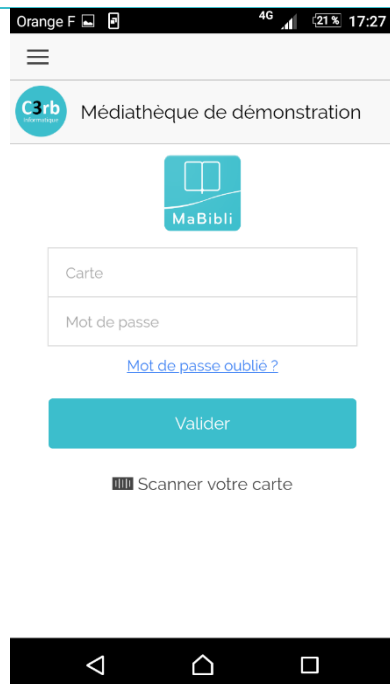 Orange F 4G 21% 17:27
C3rb Médiathèque de démonstration
Informatique
MaBibli
Carte
Mot de passe
Mot de passe oublié ?
Valider
Scanner votre carte